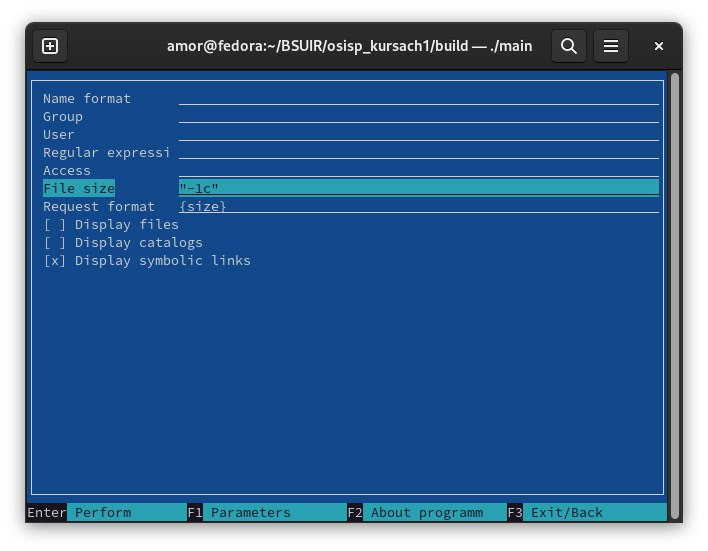 amor@fedora:~/BSUIR/osisp_kursach1/build — ./main
Name format
Group
User
Regular expressi
Access
File size "-1c"
Request format {size}
[ ] Display files
[ ] Display catalogs
[x] Display symbolic links
Enter Perform F1 Parameters F2 About programm F3 Exit/Back